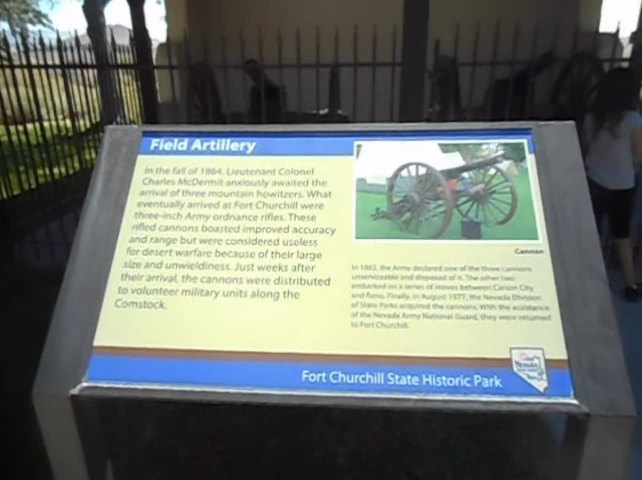 Field Artillery
In the fall of 1864, Lieutenant Colonel
Charles McDermit anxiously awaited the
arrival of three mountain howitzers. What
eventually arrived at Fort Churchill were
three-inch Army ordnance rifles. These
rifled cannons boasted improved accuracy
and range but were considered useless
for desert warfare because of their large
size and unwieldiness. Just weeks after
their arrival, the cannons were distributed
to volunteer military units along the
Comstock.
Cannon
In 1883, the Army declared one of the three cannons
unserviceable and disposed of it. The other two
embarked on a series of moves between Carson City
and Reno. Finally, in August 1977, the Nevada Division
of State Parks acquired the cannons. With the assistance
of the Nevada Army National Guard, they were returned
to Fort Churchill.
Fort Churchill State Historic Park
Nevada